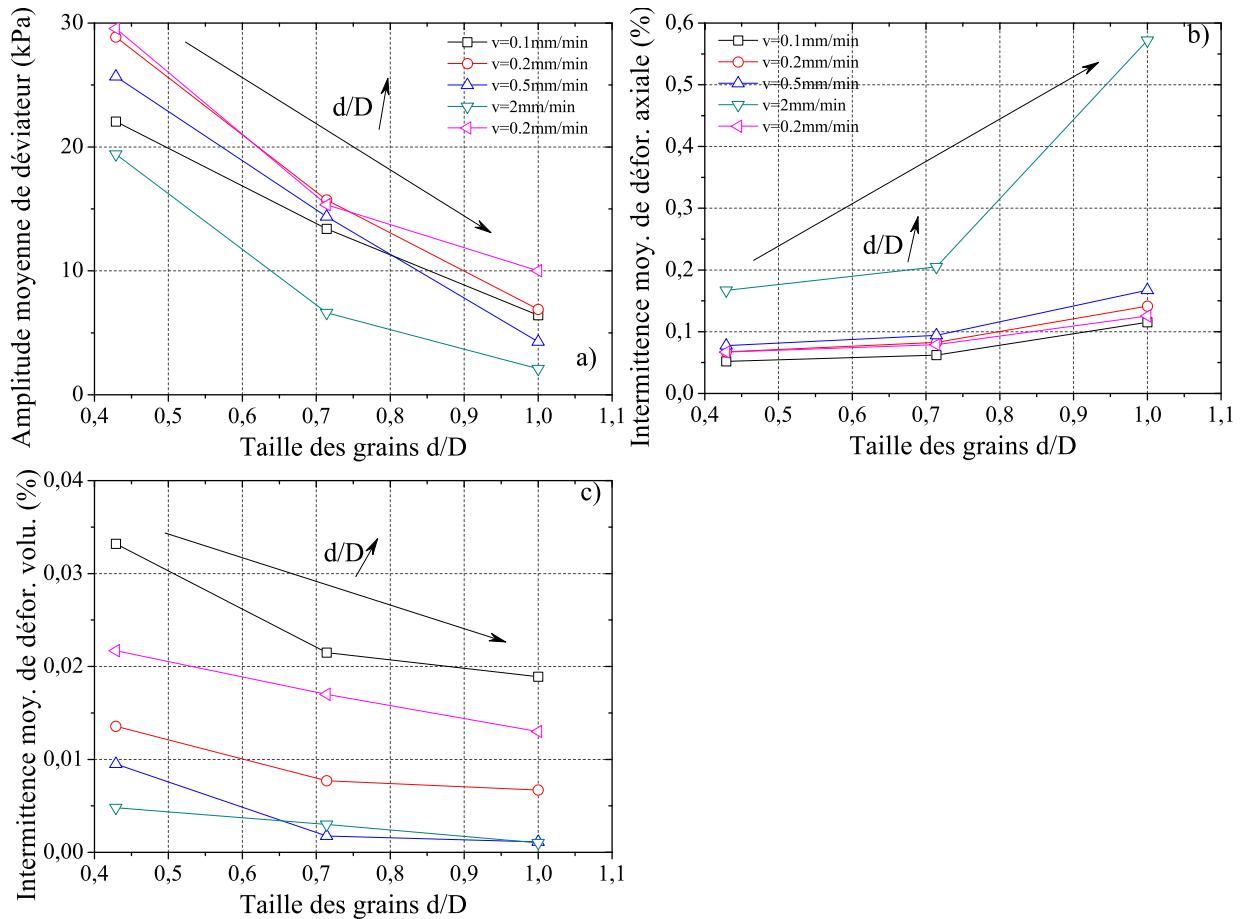 Amplitude moyenne de déviateur (kPa)
30
20
10
0
0,4 0,5 0,6 0,7 0,8 0,9 1,0 1,1
Taille des grains d/D
v=0.1mm/min
v=0.2mm/min
v=0.5mm/min
v=2mm/min
v=0.2mm/min
d/D
a)
Intermittence moy. de défor. axiale (%)
0,6
0,5
0,4
0,3
0,2
0,1
0,0
0,4 0,5 0,6 0,7 0,8 0,9 1,0 1,1
Taille des grains d/D
v=0.1mm/min
v=0.2mm/min
v=0.5mm/min
v=2mm/min
v=0.2mm/min
d/D
b)
Intermittence moy. de défor. volu. (%)
0,04
0,03
0,02
0,01
0,00
0,4 0,5 0,6 0,7 0,8 0,9 1,0 1,1
Taille des grains d/D
d/D
c)